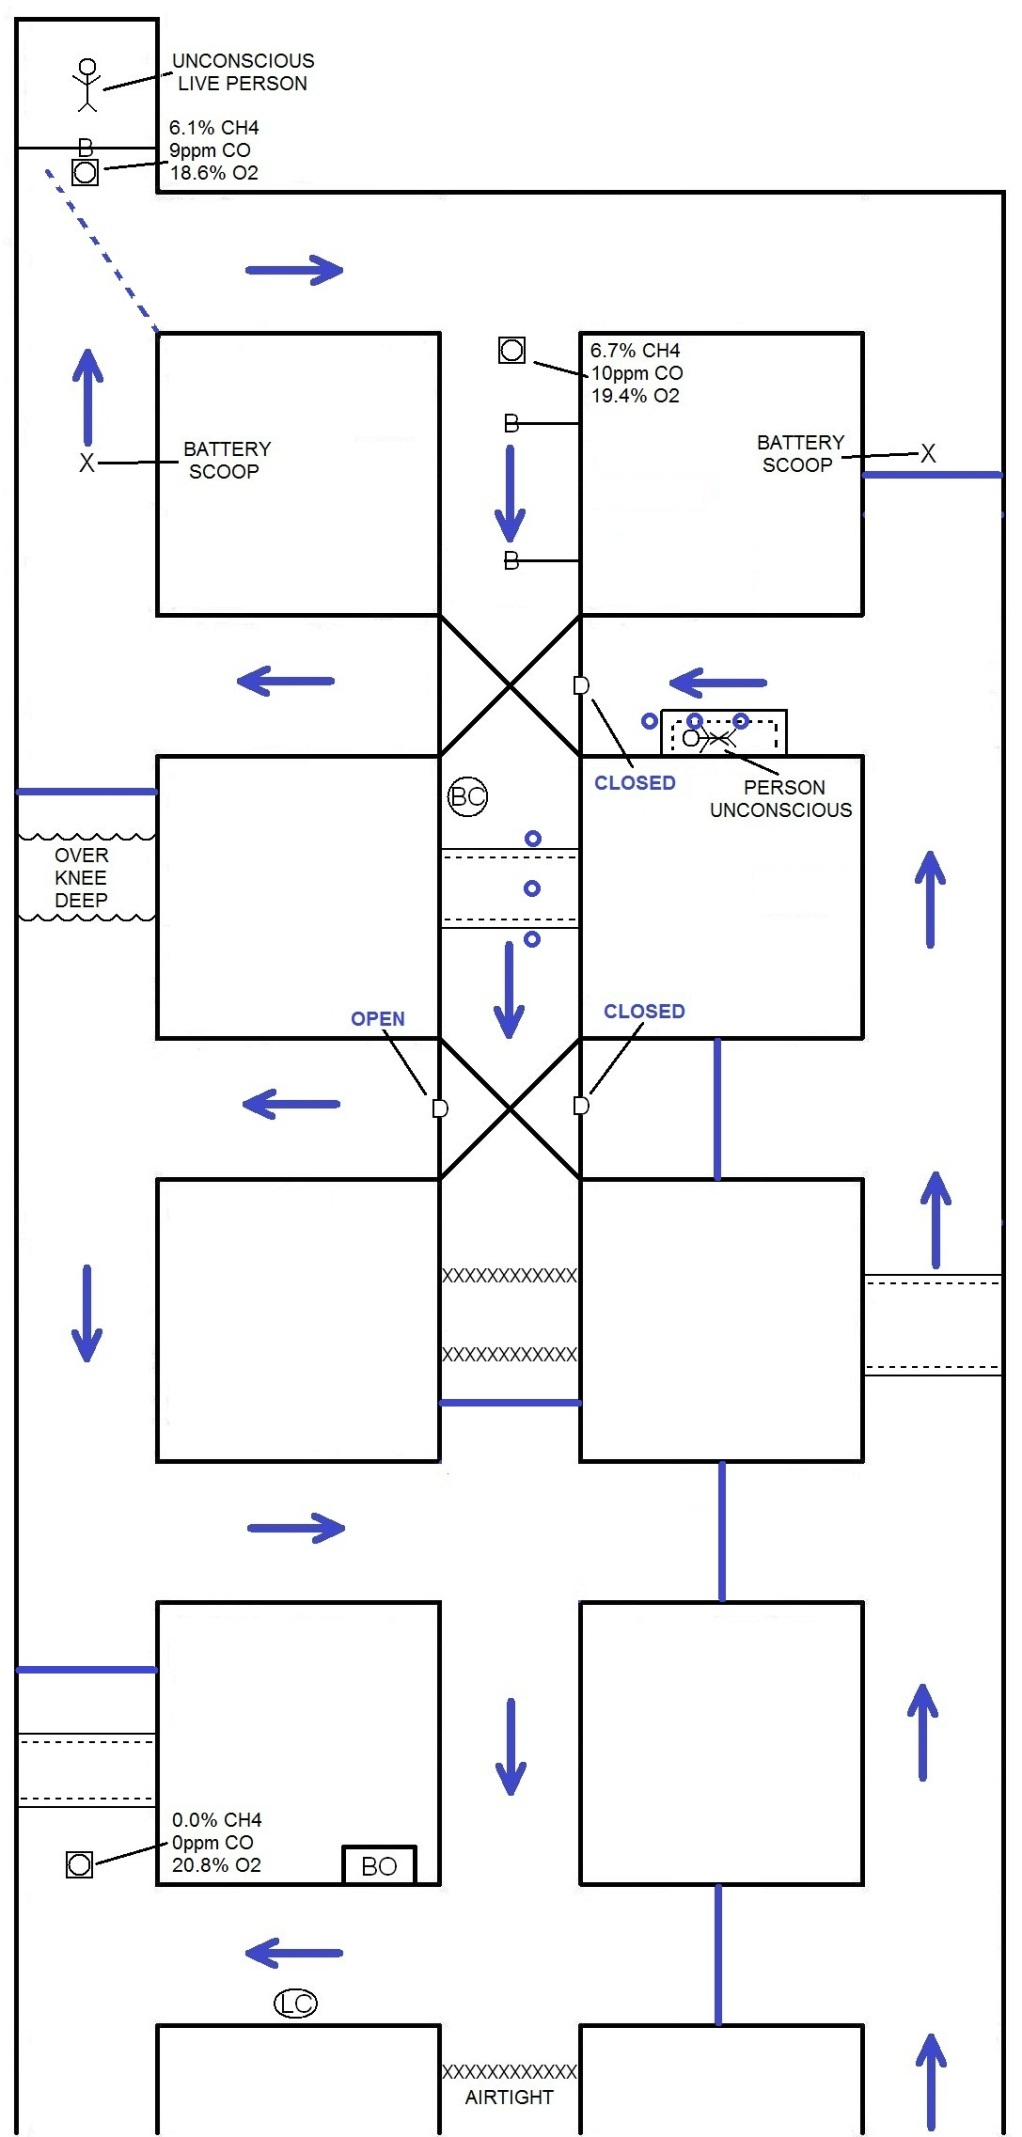 UNCONSCIOUS
LIVE PERSON
6.1% CH4
B
9ppm CO
18.6% O2
6.7% CH4
10ppm CO
19.4% O2
B
BATTERY
SCOOP
X
BATTERY
SCOOP
X
B
D
CLOSED
BC
PERSON
UNCONSCIOUS
OVER
KNEE
DEEP
OPEN
CLOSED
D
D
XXXXXXXXXXXX
XXXXXXXXXXXX
0.0% CH4
0ppm CO
20.8% O2
BO
LC
XXXXXXXXXXXX
AIRTIGHT